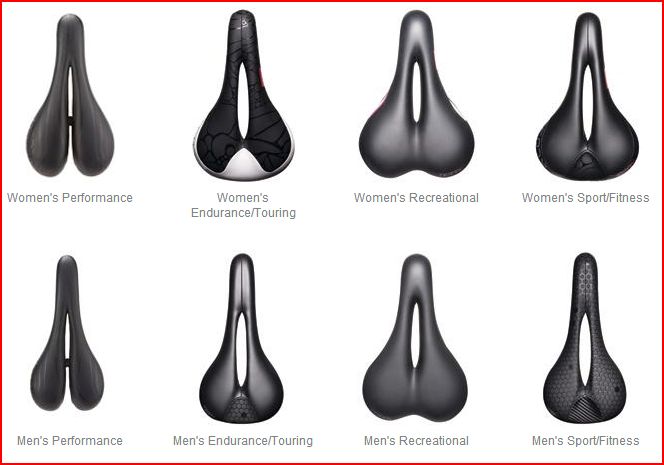 Women's Performance
Women's
Endurance/Touring
Women's Recreational
Women's Sport/Fitness
Men's Performance
Men's Endurance/Touring
Men's Recreational
Men's Sport/Fitness